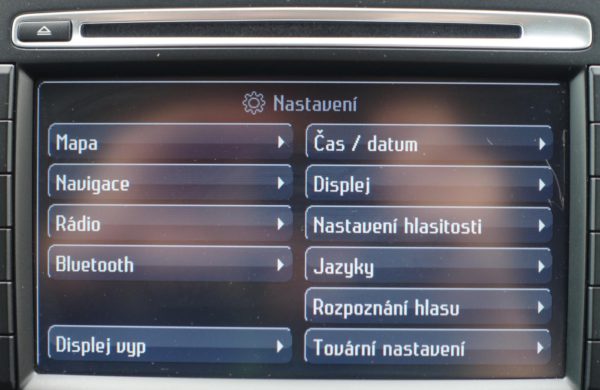 Nastavení
Mapa
Navigace
Rádio
Bluetooth
Displej vyp
Čas / datum
Displej
Nastavení hlasitosti
Jazyky
Rozpoznání hlasu
Tovární nastavení